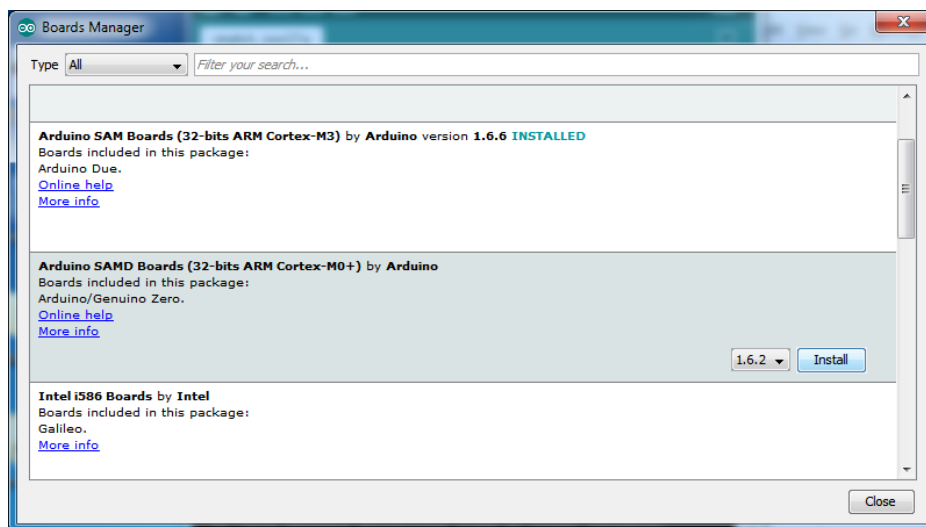 Boards Manager
Type All Filter your search...
Arduino SAM Boards (32-bits ARM Cortex-M3) by Arduino version 1.6.6 INSTALLED
Boards included in this package:
Arduino Due.
Online help
More info
Arduino SAMD Boards (32-bits ARM Cortex-M0+) by Arduino
Boards included in this package:
Arduino/Genuino Zero.
Online help
More info
1.6.2 Install
Intel i586 Boards by Intel
Boards included in this package:
Galileo.
More info
Close